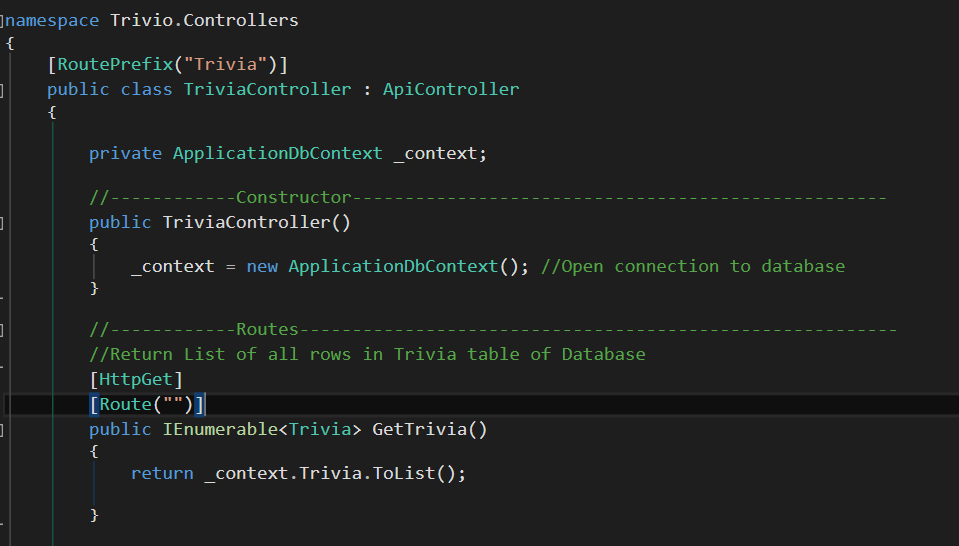 namespace Trivio.Controllers
{
[RoutePrefix("Trivia")]
public class TriviaController : ApiController
{
private ApplicationDbContext _context;
//------------Constructor---------------------------------------------------
public TriviaController()
{
_context = new ApplicationDbContext(); //Open connection to database
}
//------------Routes---------------------------------------------------------
//Return List of all rows in Trivia table of Database
[HttpGet]
[Route("")]
public IEnumerable<Trivia> GetTrivia()
{
return _context.Trivia.ToList();
}